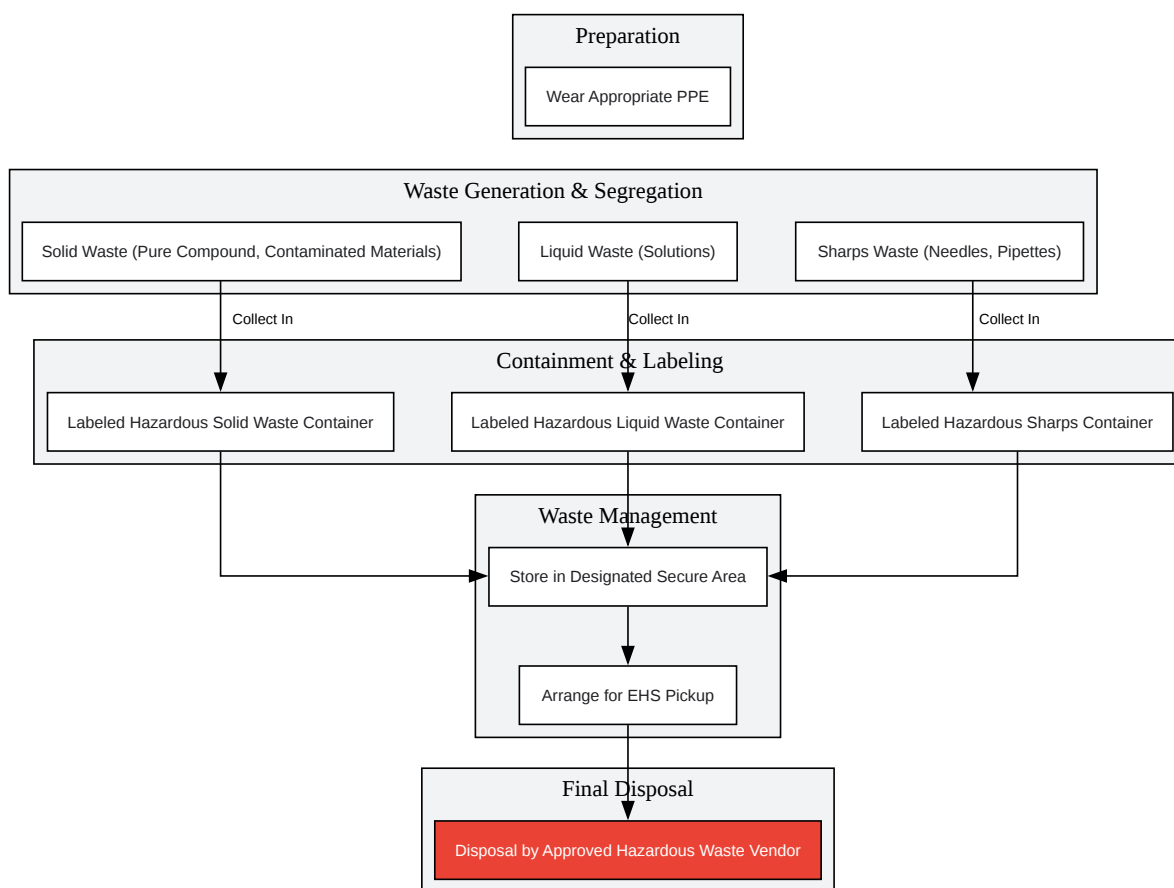 Preparation
Wear Appropriate PPE
Waste Generation & Segregation
Solid Waste (Pure Compound, Contaminated Materials)
Liquid Waste (Solutions)
Sharps Waste (Needles, Pipettes)
Collect In
Collect In
Collect In
Containment & Labeling
Labeled Hazardous Solid Waste Container
Labeled Hazardous Liquid Waste Container
Labeled Hazardous Sharps Container
Waste Management
Store in Designated Secure Area
Arrange for EHS Pickup
Final Disposal
Disposal by Approved Hazardous Waste Vendor